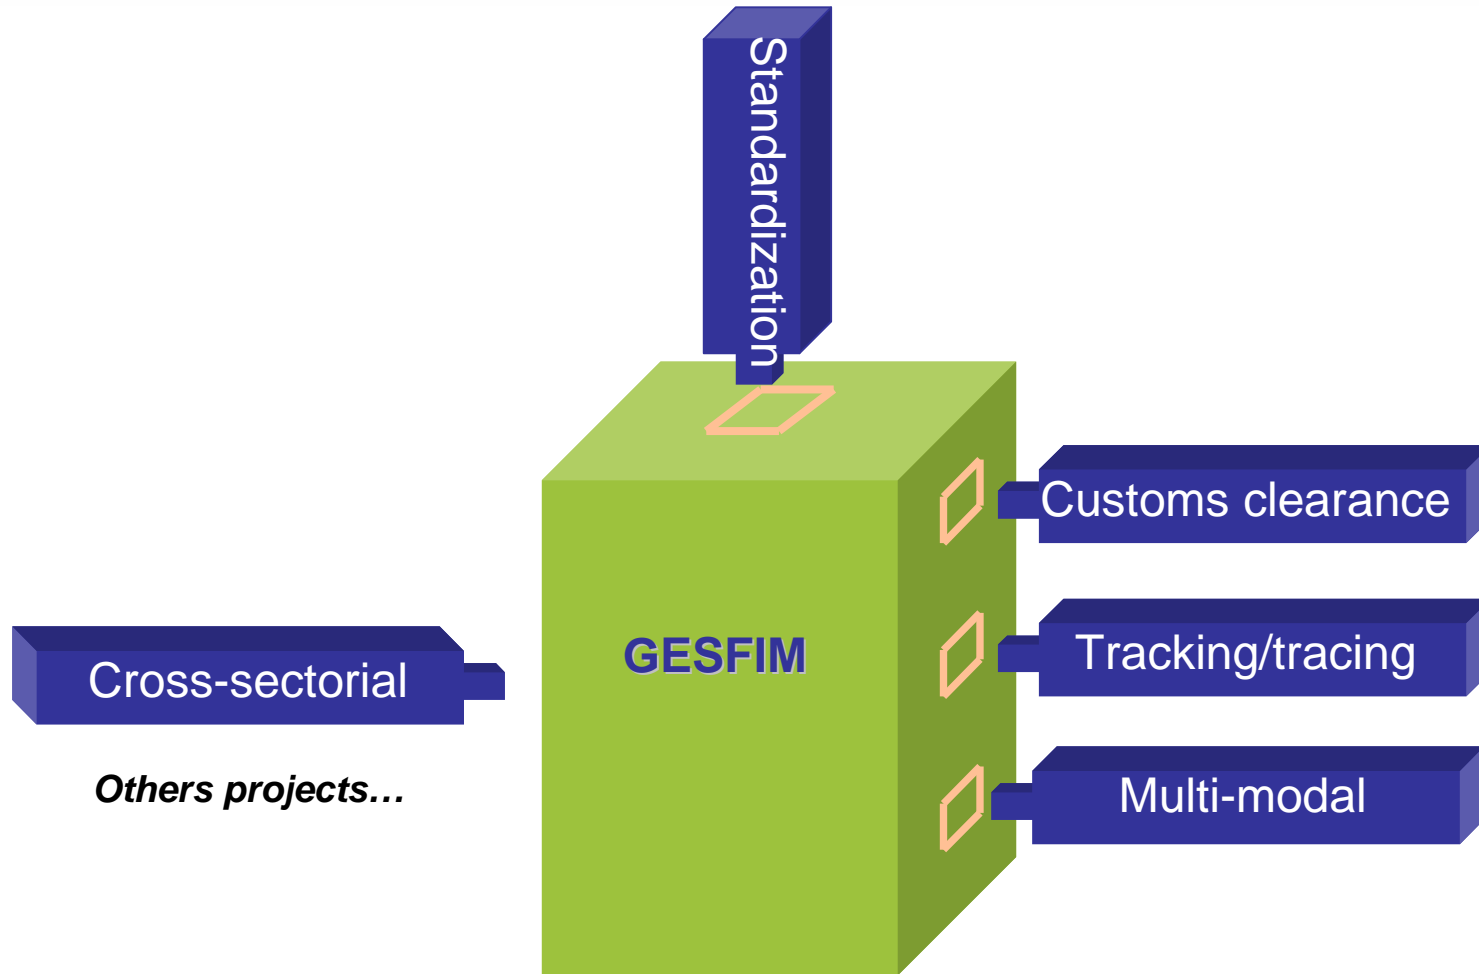 Standardization
Customs clearance
GESFIM
Tracking/tracing
Cross-sectorial
Others projects…
Multi-modal